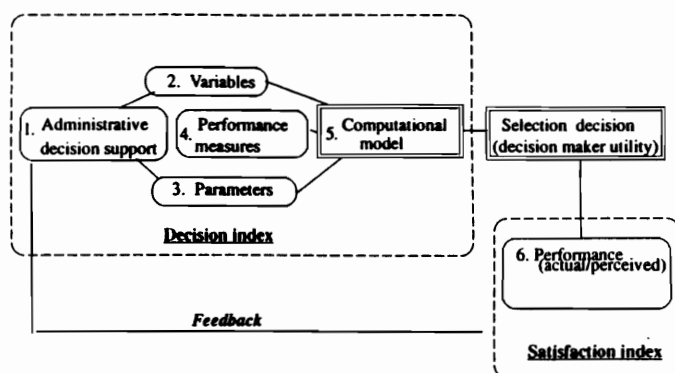 2. Variables
1. Administrative
decision support
4. Performance
measures
5. Computational
model
Selection decision
(decision maker utility)
3. Parameters
Decision index
6. Performance
(actual/perceived)
Feedback
Satisfaction index